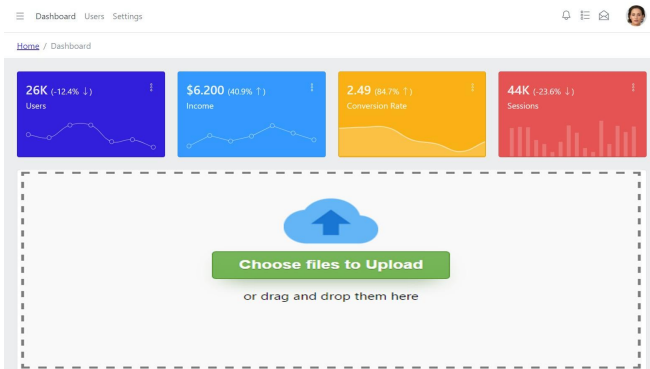 Dashboard Users Settings
Home / Dashboard
26K (-12.4% ↓)
Users
$6.200 (40.9% ↑)
Income
2.49 (84.7% ↑)
Conversion Rate
44K (-23.6% ↓)
Sessions
Choose files to Upload
or drag and drop them here